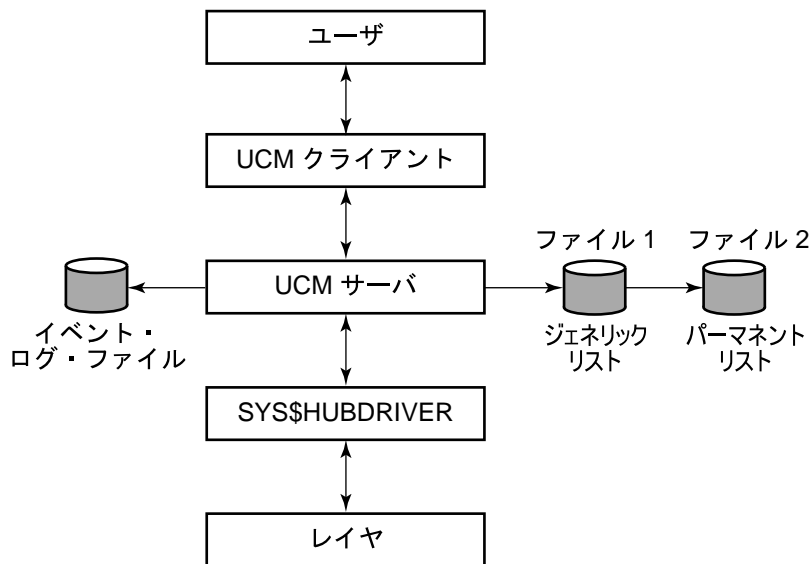 ユーザ
UCM クライアント
UCM サーバ
ファイル 1
ファイル 2
イベント・
ログ・ファイル
ジェネリック
リスト
パーマネント
リスト
SYS$HUBDRIVER
レイヤ